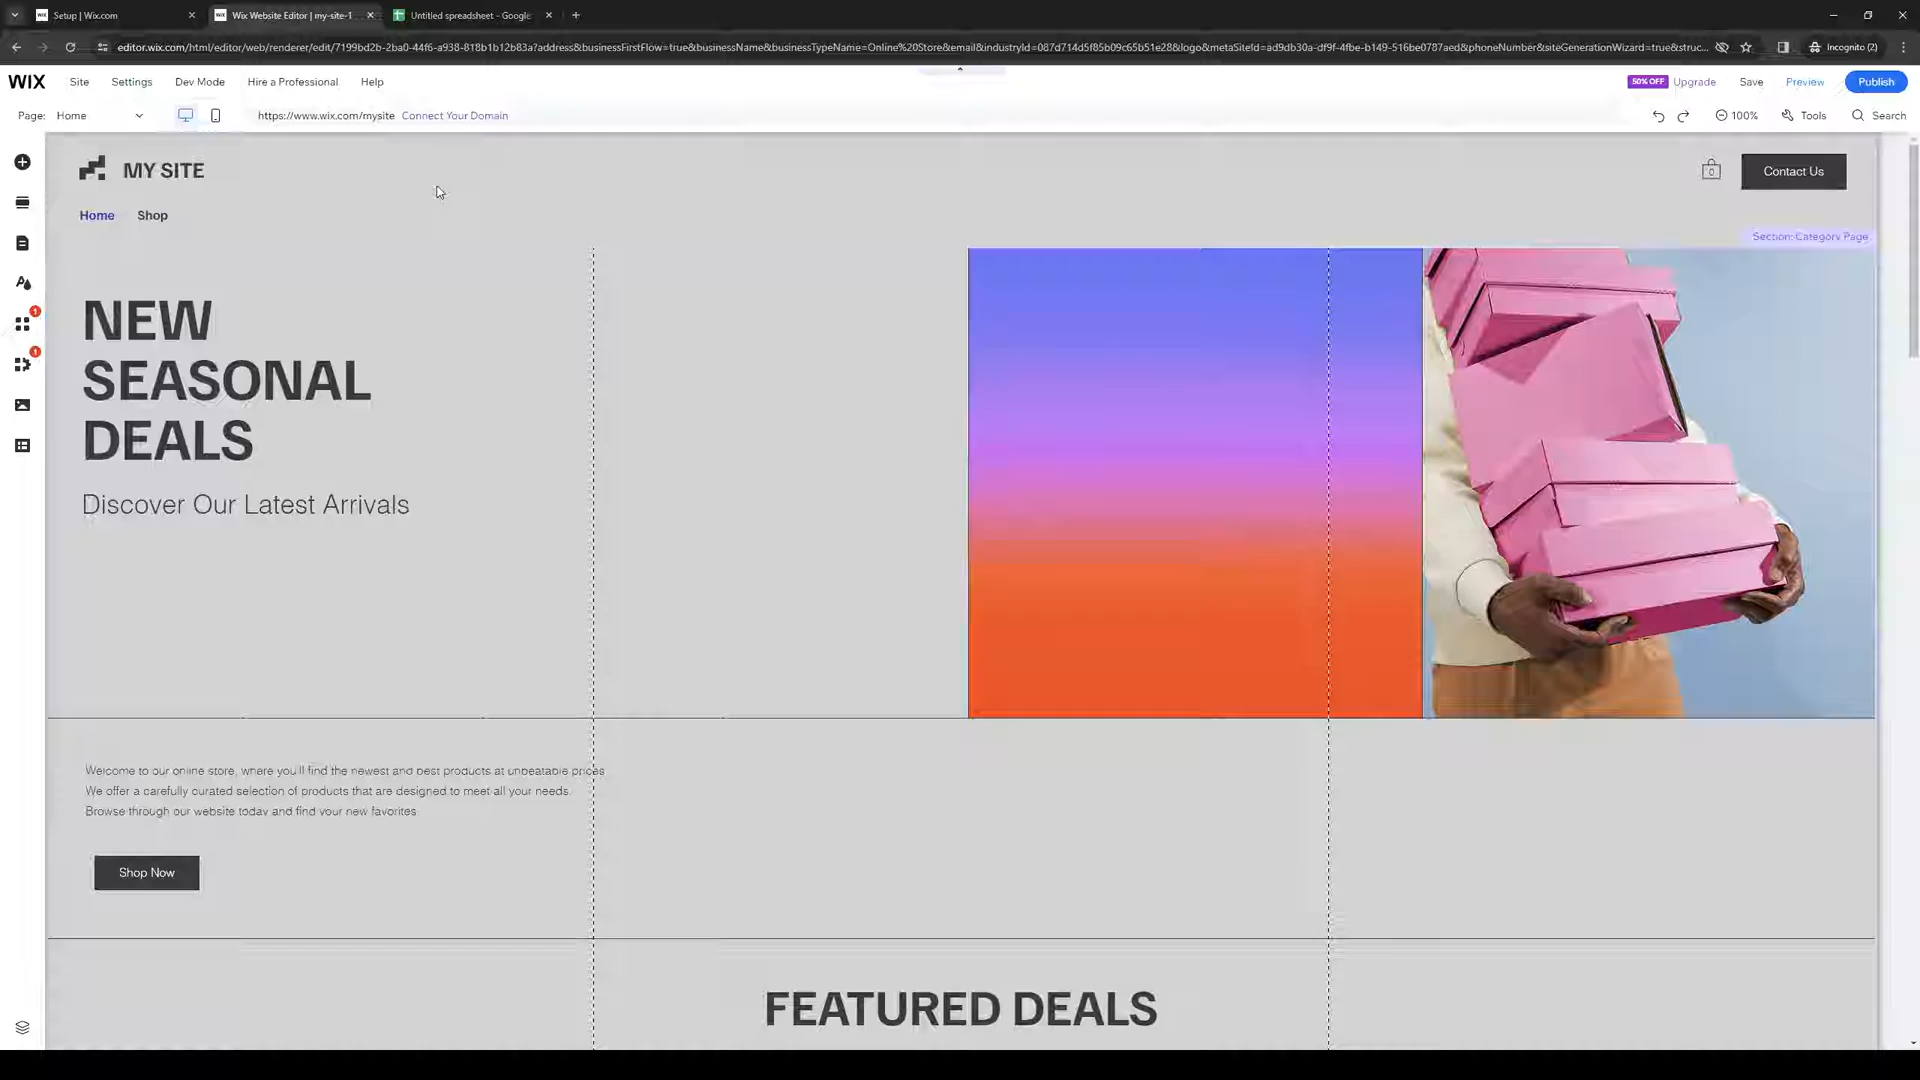 Setup | Wix.com
Wix Website Editor | my-site-1
Untitled spreadsheet - Google
editor.wix.com/html/editor/web/renderer/edit/7199bd2b-2ba0-44f6-a938-818b1b12b83a?address&businessFirstFlow=true&businessName&businessTypeName=Online%20Store&email&industryId=087d714d5f85b09c65b51e28&logo&metaSiteId=ad9db30a-df9f-4fbe-b149-516be0787aed&phoneNumber&siteGenerationWizard=true&struc...
Incognito (2)
WIX
Site
Settings
Dev Mode
Hire a Professional
Help
50% OFF
Upgrade
Save
Preview
Publish
Page:
Home
https://www.wix.com/mysite
Connect Your Domain
100%
Tools
Search
MY SITE
0
Contact Us
Home
Shop
Section: Category Page
1
1
NEW
SEASONAL
DEALS
Discover Our Latest Arrivals
Welcome to our online store, where you'll find the newest and best products at unbeatable prices
We offer a carefully curated selection of products that are designed to meet all your needs.
Browse through our website today and find your new favorites
Shop Now
FEATURED DEALS